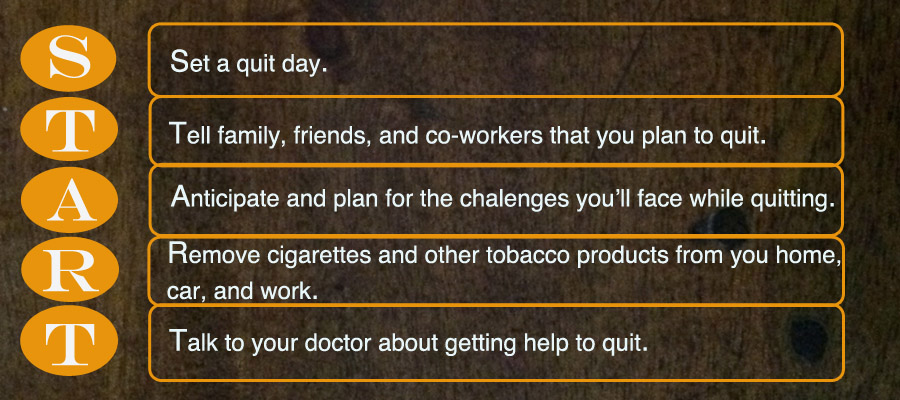 S
Set a quit day.
T
Tell family, friends, and co-workers that you plan to quit.
A
Anticipate and plan for the chalenges you'll face while quitting.
R
Remove cigarettes and other tobacco products from you home,
car, and work.
T
Talk to your doctor about getting help to quit.